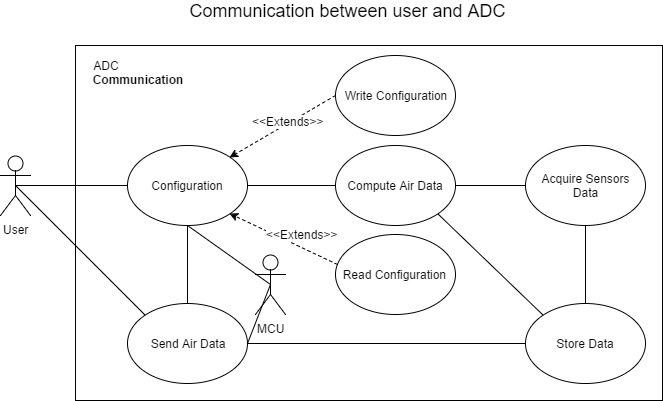 Communication between user and ADC
ADC
Communication
Write Configuration
<<Extends>>
Configuration
Compute Air Data
Acquire Sensors
Data
User
<<Extends>>
Read Configuration
MCU
Send Air Data
Store Data